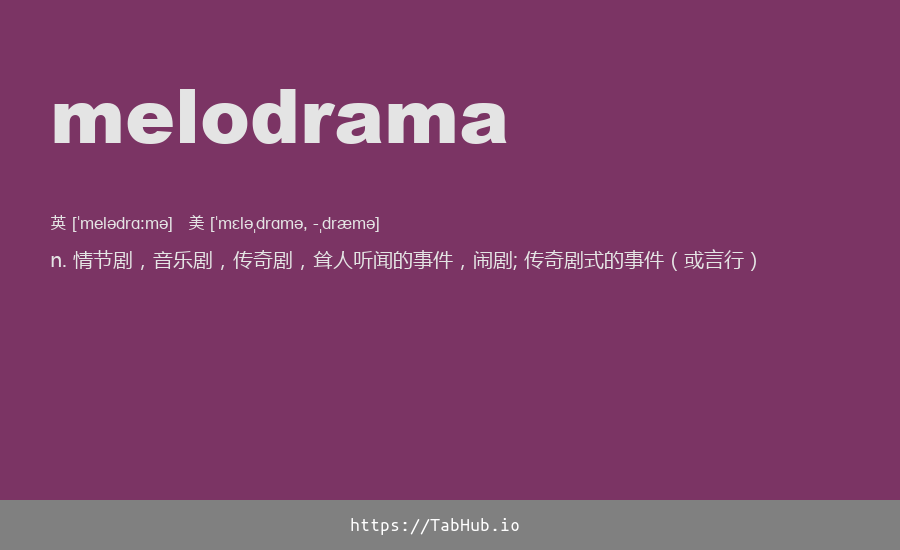 melodrama
英 [ˈmelədrɑːmə] 美 [ˈmɛləˌdrɑmə, -ˌdræmə]
n. 情节剧，音乐剧，传奇剧，耸人听闻的事件，闹剧; 传奇剧式的事件（或言行）
https://TabHub.io